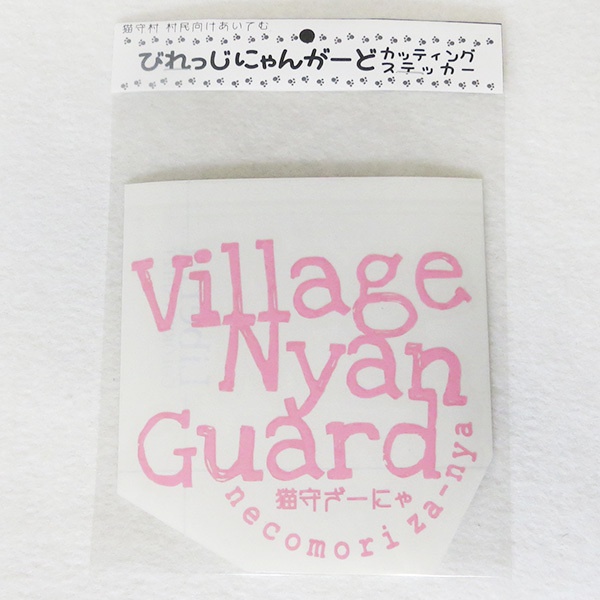 猫守村 村民向けあいてむ
びれっじにゃんがーど
カッティング
ステッカー
Village
Nyan
Guard
猫守ざーにゃ
necomoriza-nya